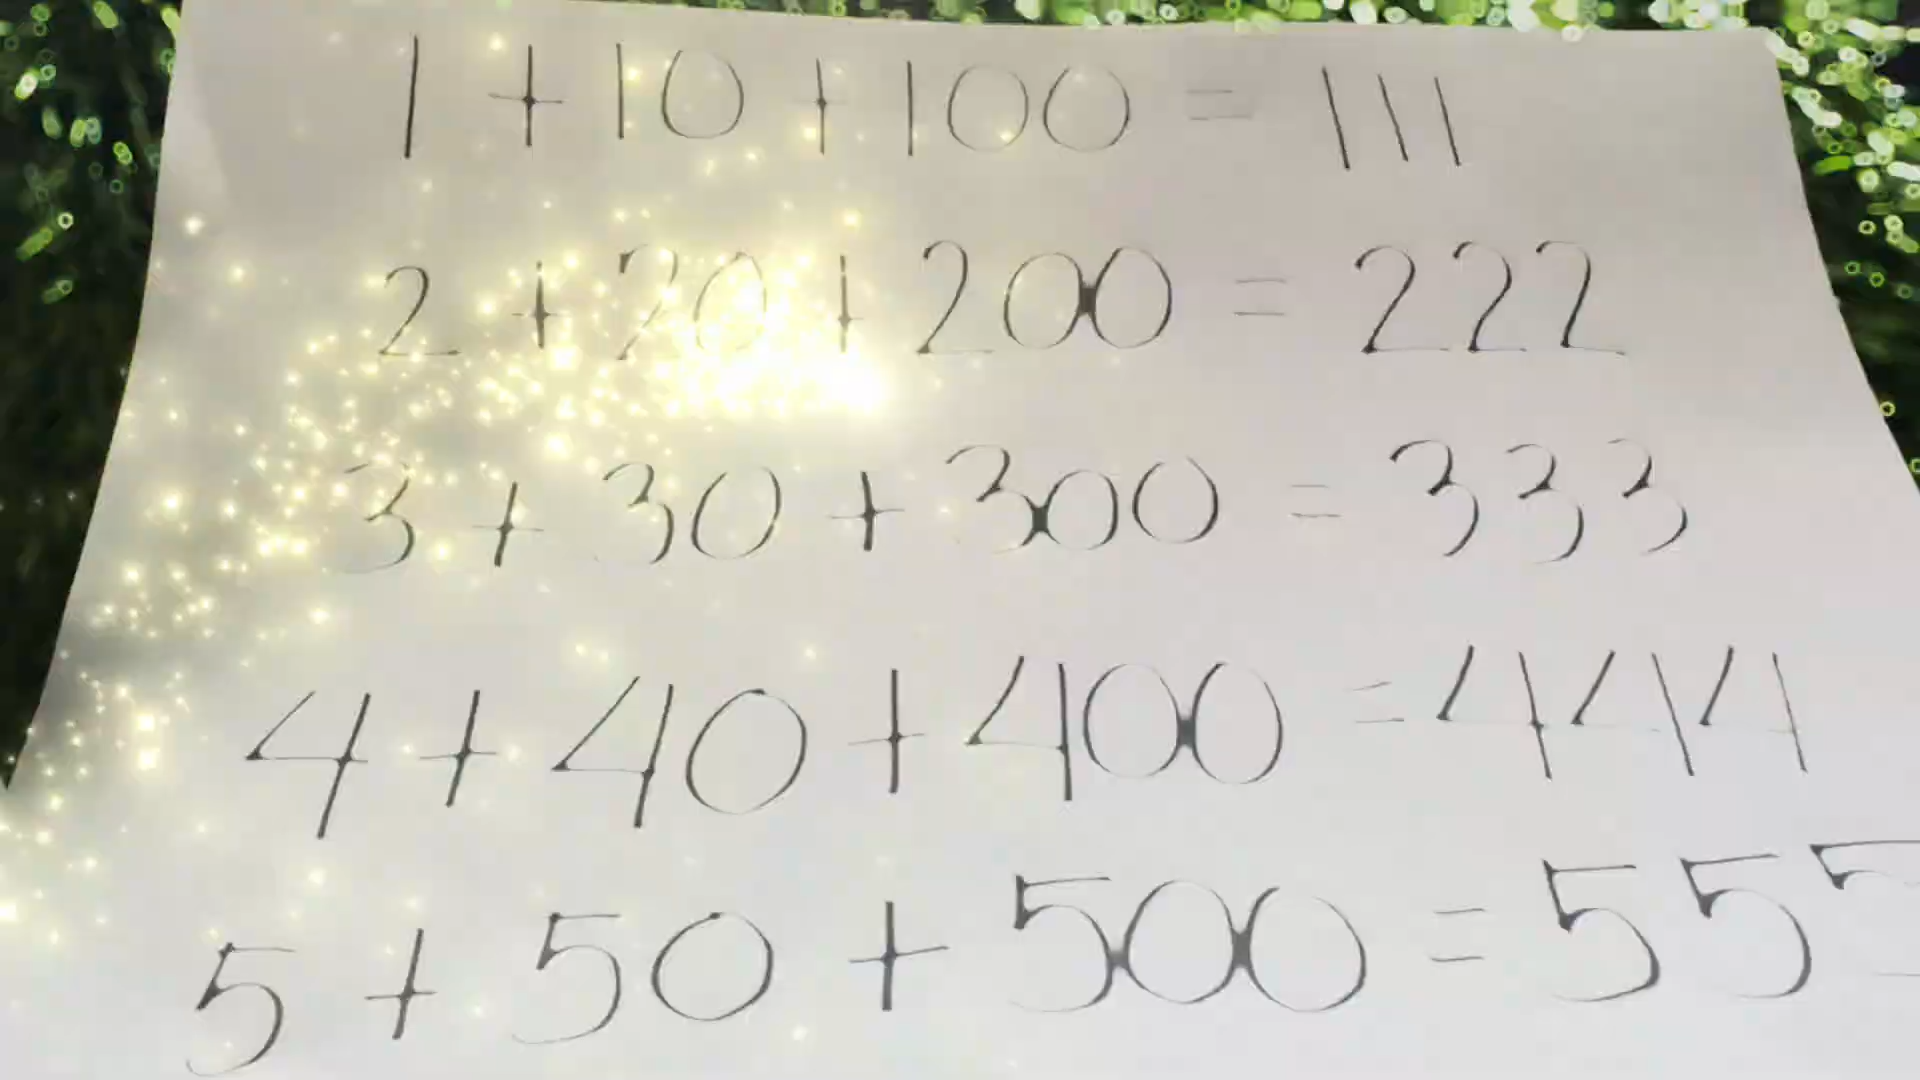 1 + 10 + 100 = 111
2 + 20 + 200 = 222
3 + 30 + 300 = 333
4 + 40 + 400 = 444
5 + 50 + 500 = 555